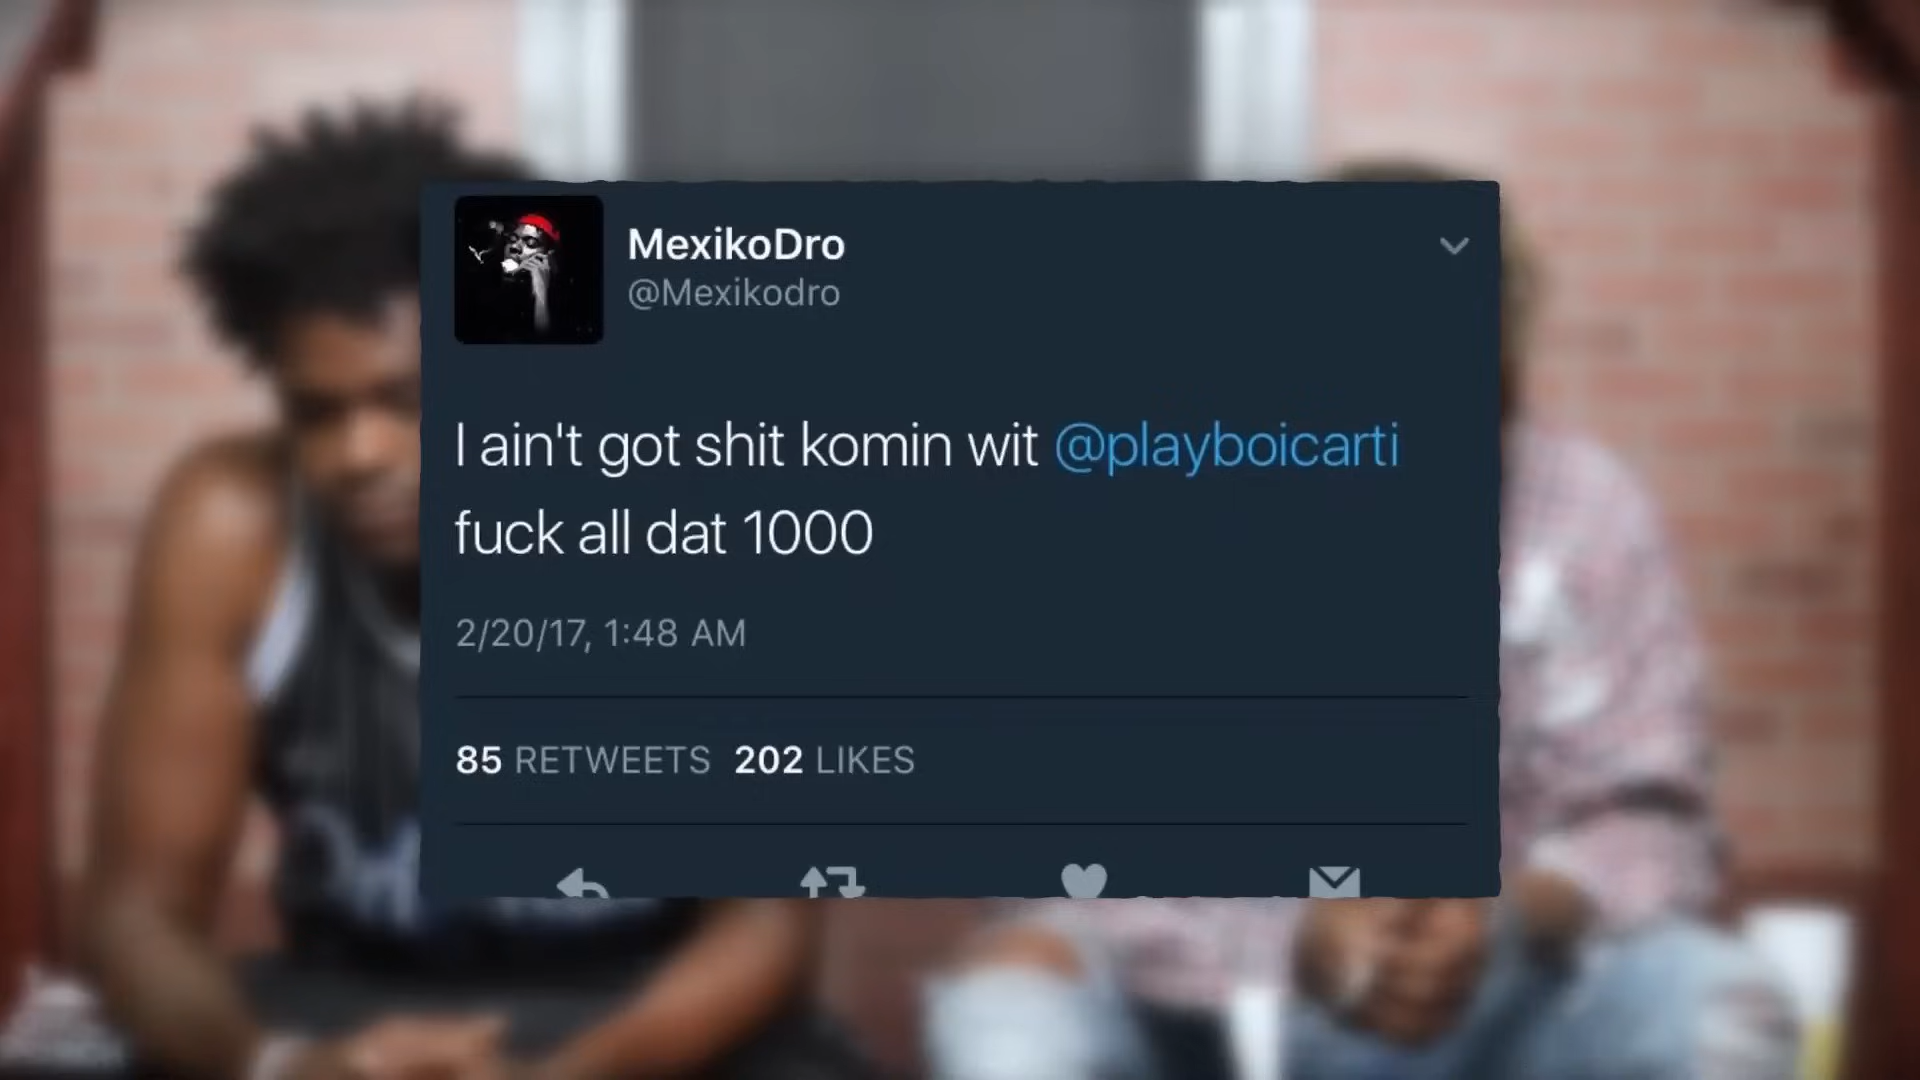 MexikoDro
@Mexikodro
I ain't got shit komin wit @playboicarti
fuck all dat 1000
2/20/17, 1:48 AM
85 RETWEETS 202 LIKES